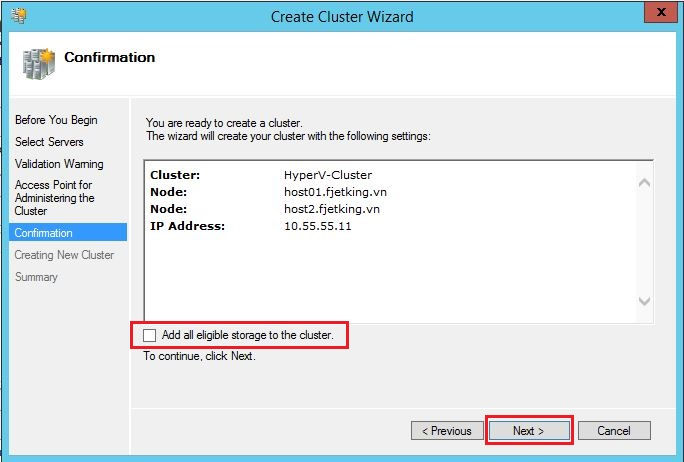 Create Cluster Wizard
x
Confirmation
Before You Begin
Select Servers
Validation Warning
Access Point for
Administering the
Cluster
Confirmation
Creating New Cluster
Summary
You are ready to create a cluster.
The wizard will create your cluster with the following settings:
Cluster: HyperV-Cluster
Node: host01.fjetking.vn
Node: host2.fjetking.vn
IP Address: 10.55.55.11
Add all eligible storage to the cluster.
To continue, click Next.
< Previous Next > Cancel